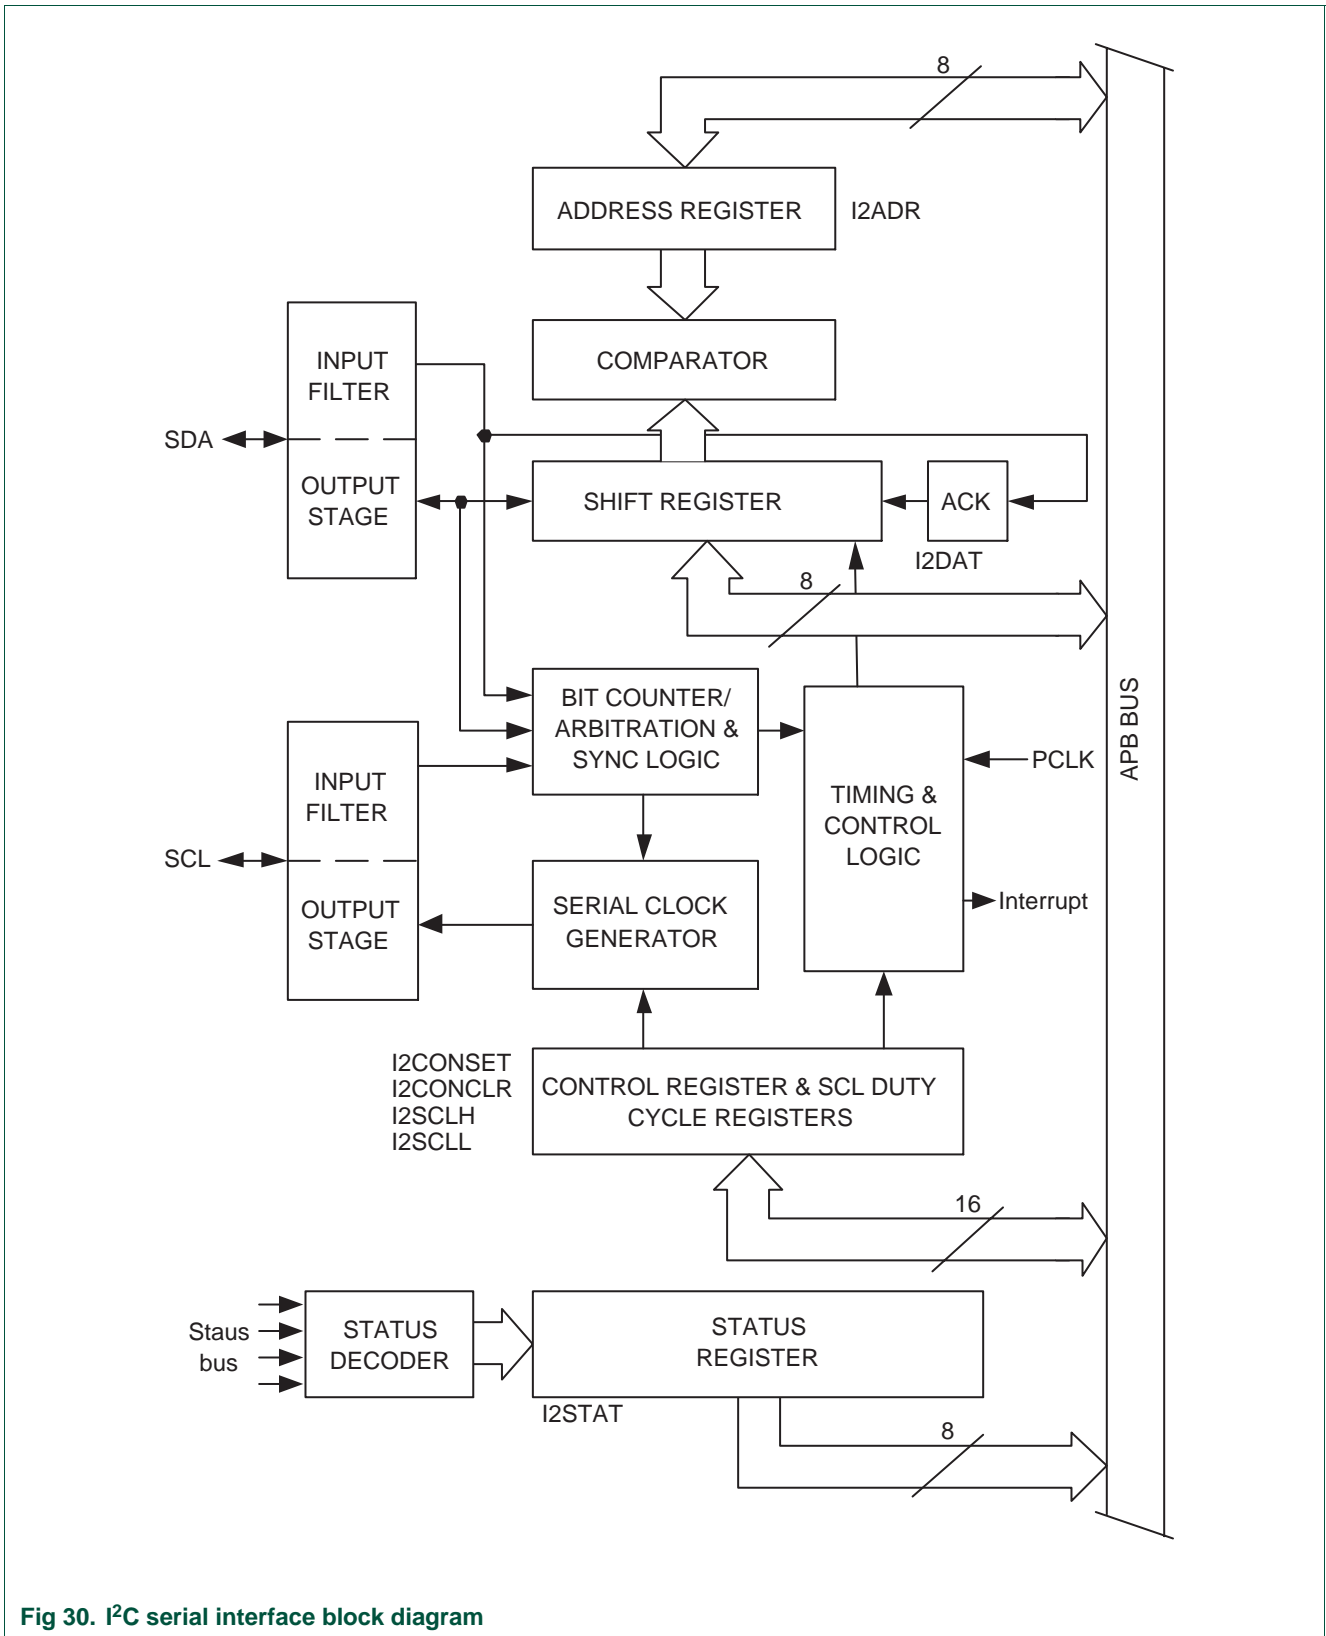 8
ADDRESS REGISTER
I2ADR
COMPARATOR
INPUT
FILTER
SDA
OUTPUT
STAGE
SHIFT REGISTER
ACK
I2DAT
8
BIT COUNTER/
ARBITRATION &
SYNC LOGIC
APB BUS
PCLK
INPUT
FILTER
TIMING &
CONTROL
LOGIC
SCL
OUTPUT
STAGE
SERIAL CLOCK
GENERATOR
Interrupt
I2CONSET
I2CONCLR
I2SCLH
I2SCLL
CONTROL REGISTER & SCL DUTY
CYCLE REGISTERS
16
Staus
bus
STATUS
DECODER
STATUS
REGISTER
I2STAT
8
Fig 30. I2C serial interface block diagram